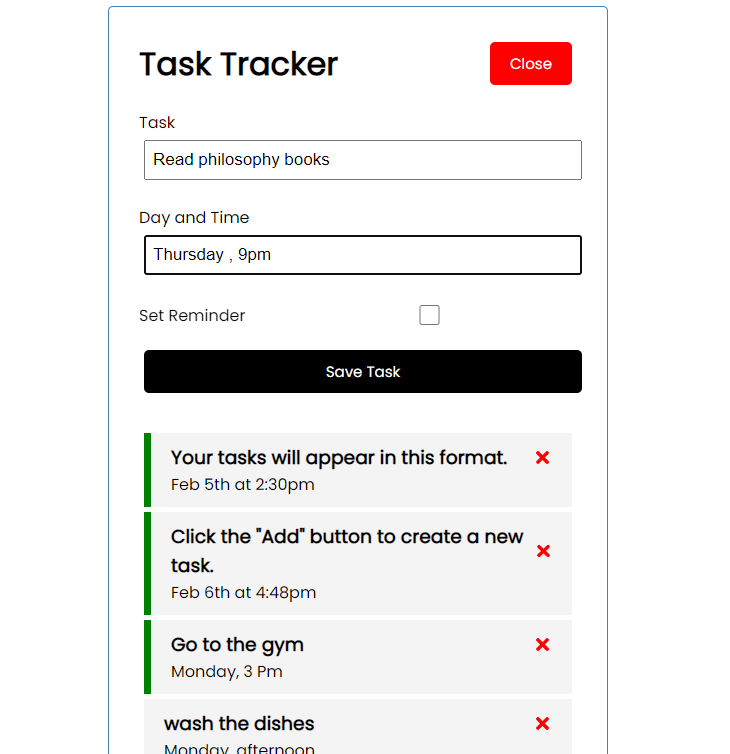 Task Tracker
Close
Task
Read philosophy books
Day and Time
Thursday , 9pm
Set Reminder
Save Task
Your tasks will appear in this format.
Feb 5th at 2:30pm
Click the "Add" button to create a new
task.
Feb 6th at 4:48pm
Go to the gym
Monday, 3 Pm
wash the dishes
Monday, afternoon